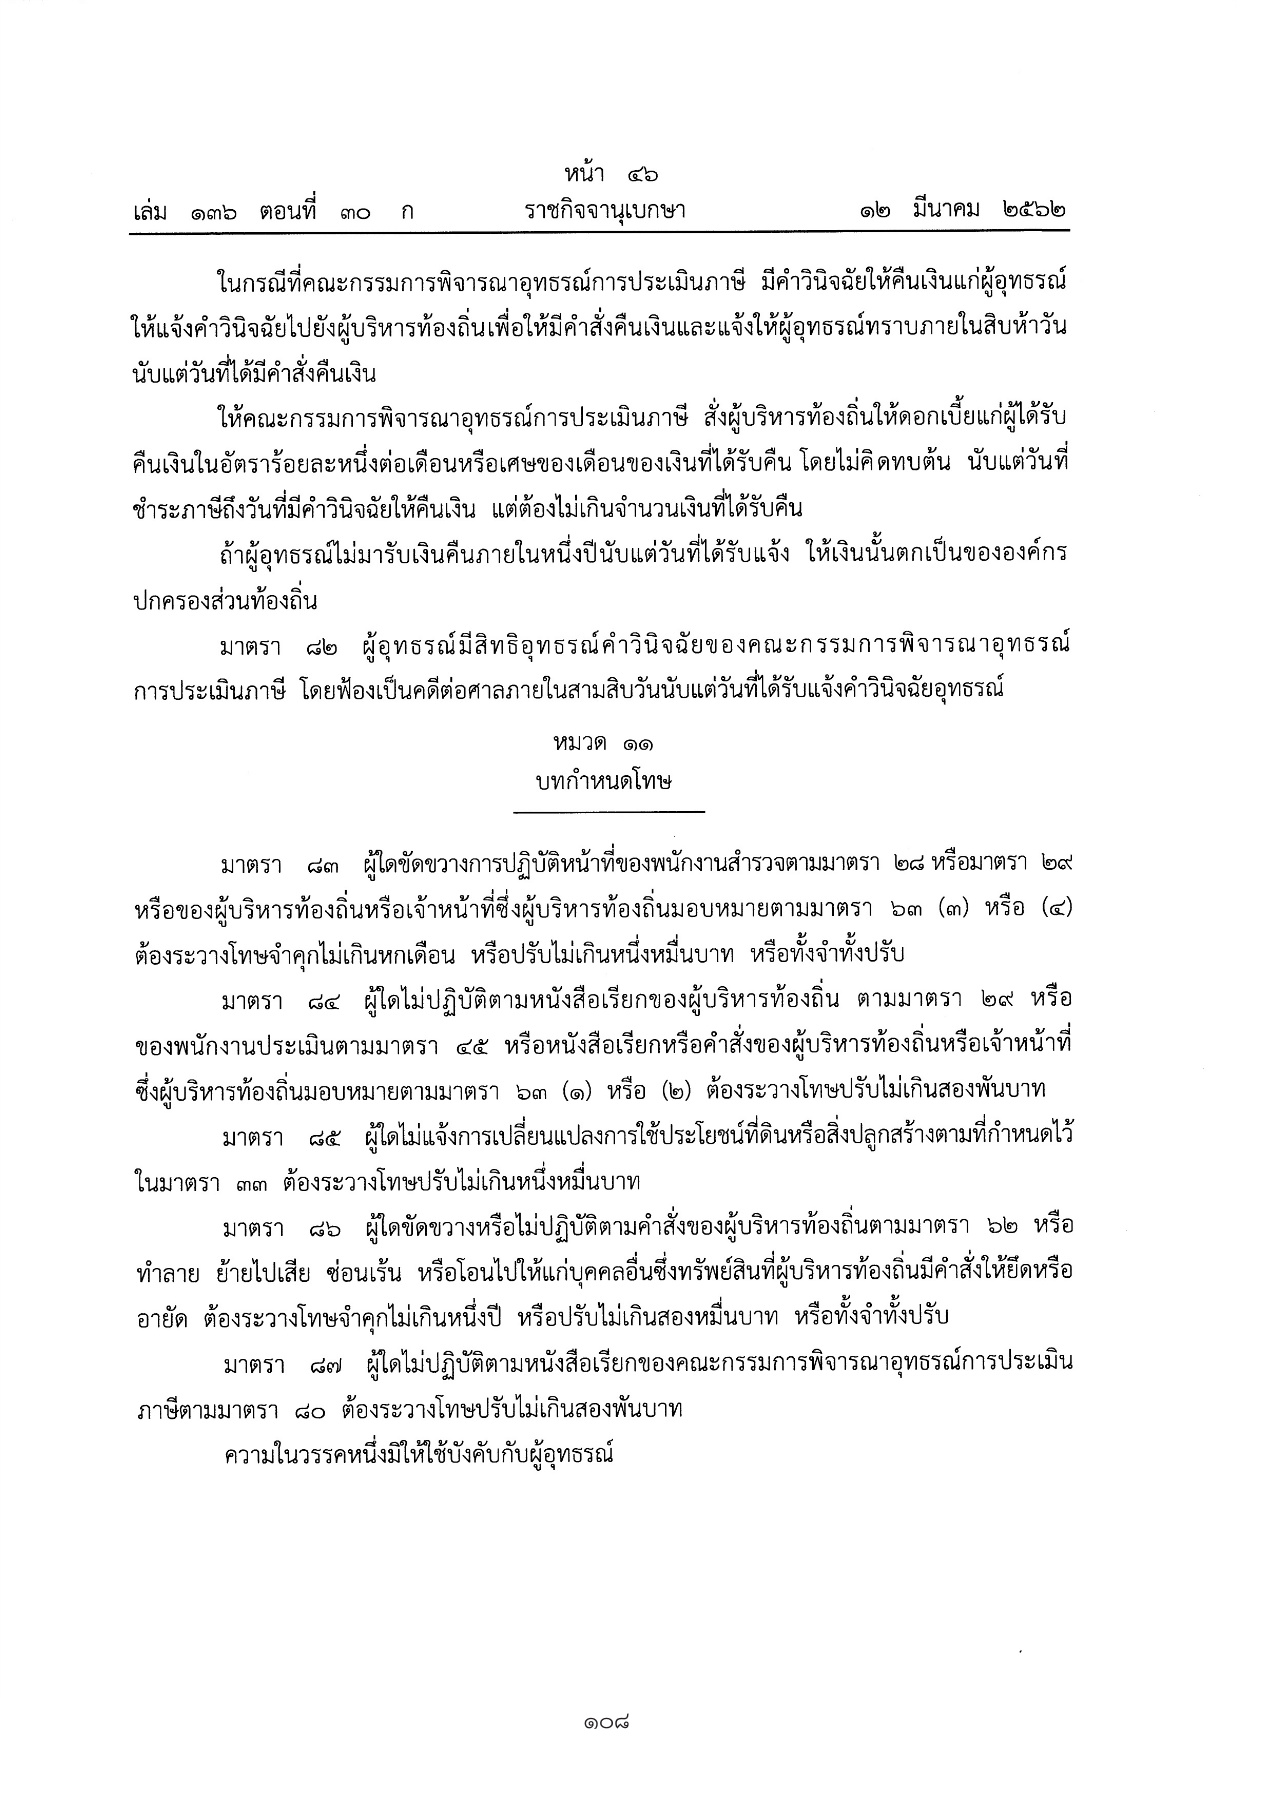 หน้า ๔๖
เล่ม ๑๓๖ ตอนที่ ๓๐ ก ราชกิจจานุเบกษา ๑๒ มีนาคม ๒๕๖๒
ในกรณีที่คณะกรรมการพิจารณาอุทธรณ์การประเมินภาษี มีคำวินิจฉัยให้คืนเงินแก่ผู้อุทธรณ์
ให้แจ้งคำวินิจฉัยไปยังผู้บริหารท้องถิ่นเพื่อให้มีคำสั่งคืนเงินและแจ้งให้ผู้อุทธรณ์ทราบภายในสิบห้าวัน
นับแต่วันที่ได้มีคำสั่งคืนเงิน
ให้คณะกรรมการพิจารณาอุทธรณ์การประเมินภาษี สั่งผู้บริหารท้องถิ่นให้ดอกเบี้ยแก่ผู้ได้รับ
คืนเงินในอัตราร้อยละหนึ่งต่อเดือนหรือเศษของเดือนของเงินที่ได้รับคืน โดยไม่คิดทบต้น นับแต่วันที่
ชำระภาษีถึงวันที่มีคำวินิจฉัยให้คืนเงิน แต่ต้องไม่เกินจำนวนเงินที่ได้รับคืน
ถ้าผู้อุทธรณ์ไม่มารับเงินคืนภายในหนึ่งปีนับแต่วันที่ได้รับแจ้ง ให้เงินนั้นตกเป็นขององค์กร
ปกครองส่วนท้องถิ่น
มาตรา ๘๒ ผู้อุทธรณ์มีสิทธิอุทธรณ์คำวินิจฉัยของคณะกรรมการพิจารณาอุทธรณ์
การประเมินภาษี โดยฟ้องเป็นคดีต่อศาลภายในสามสิบวันนับแต่วันที่ได้รับแจ้งคำวินิจฉัยอุทธรณ์
หมวด ๑๑
บทกำหนดโทษ
มาตรา ๘๓ ผู้ใดขัดขวางการปฏิบัติหน้าที่ของพนักงานสำรวจตามมาตรา ๒๘ หรือมาตรา ๒๙
หรือของผู้บริหารท้องถิ่นหรือเจ้าหน้าที่ซึ่งผู้บริหารท้องถิ่นมอบหมายตามมาตรา ๖๓ (๓) หรือ (๔)
ต้องระวางโทษจำคุกไม่เกินหกเดือน หรือปรับไม่เกินหนึ่งหมื่นบาท หรือทั้งจำทั้งปรับ
มาตรา ๘๔ ผู้ใดไม่ปฏิบัติตามหนังสือเรียกของผู้บริหารท้องถิ่น ตามมาตรา ๒๙ หรือ
ของพนักงานประเมินตามมาตรา ๔๕ หรือหนังสือเรียกหรือคำสั่งของผู้บริหารท้องถิ่นหรือเจ้าหน้าที่
ซึ่งผู้บริหารท้องถิ่นมอบหมายตามมาตรา ๖๓ (๑) หรือ (๒) ต้องระวางโทษปรับไม่เกินสองพันบาท
มาตรา ๘๕ ผู้ใดไม่แจ้งการเปลี่ยนแปลงการใช้ประโยชน์ที่ดินหรือสิ่งปลูกสร้างตามที่กำหนดไว้
ในมาตรา ๓๓ ต้องระวางโทษปรับไม่เกินหนึ่งหมื่นบาท
มาตรา ๘๖ ผู้ใดขัดขวางหรือไม่ปฏิบัติตามคำสั่งของผู้บริหารท้องถิ่นตามมาตรา ๖๒ หรือ
ทำลาย ย้ายไปเสีย ซ่อนเร้น หรือโอนไปให้แก่บุคคลอื่นซึ่งทรัพย์สินที่ผู้บริหารท้องถิ่นมีคำสั่งให้ยึดหรือ
อายัด ต้องระวางโทษจำคุกไม่เกินหนึ่งปี หรือปรับไม่เกินสองหมื่นบาท หรือทั้งจำทั้งปรับ
มาตรา ๘๗ ผู้ใดไม่ปฏิบัติตามหนังสือเรียกของคณะกรรมการพิจารณาอุทธรณ์การประเมิน
ภาษีตามมาตรา ๘๐ ต้องระวางโทษปรับไม่เกินสองพันบาท
ความในวรรคหนึ่งมิให้ใช้บังคับกับผู้อุทธรณ์
๑๐๘